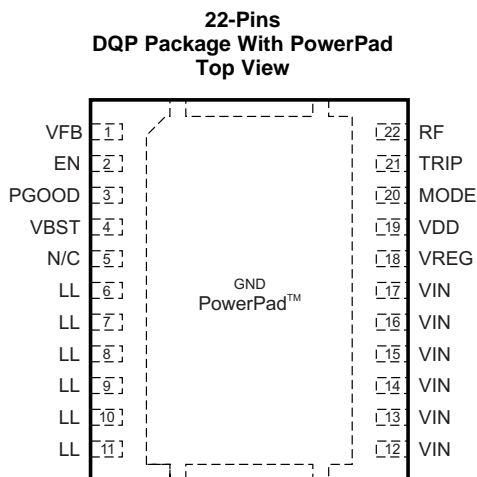 22-Pins
DQP Package With PowerPad
Top View
VFB 1 22 RF
EN 2 21 TRIP
PGOOD 3 20 MODE
VBST 4 19 VDD
N/C 5 18 VREG
LL 6 17 VIN
GND
PowerPad™
LL 7 16 VIN
LL 8 15 VIN
LL 9 14 VIN
LL 10 13 VIN
LL 11 12 VIN